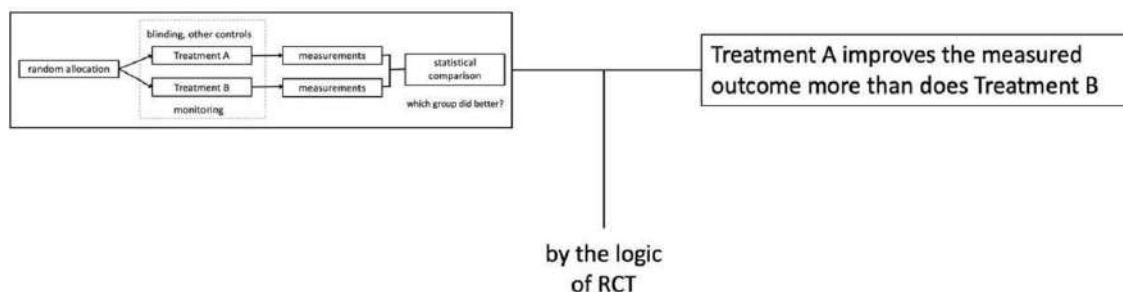 blinding, other controls
random allocation
Treatment A
measurements
Treatment B
measurements
monitoring
statistical
comparison
which group did better?
Treatment A improves the measured
outcome more than does Treatment B
by the logic
of RCT